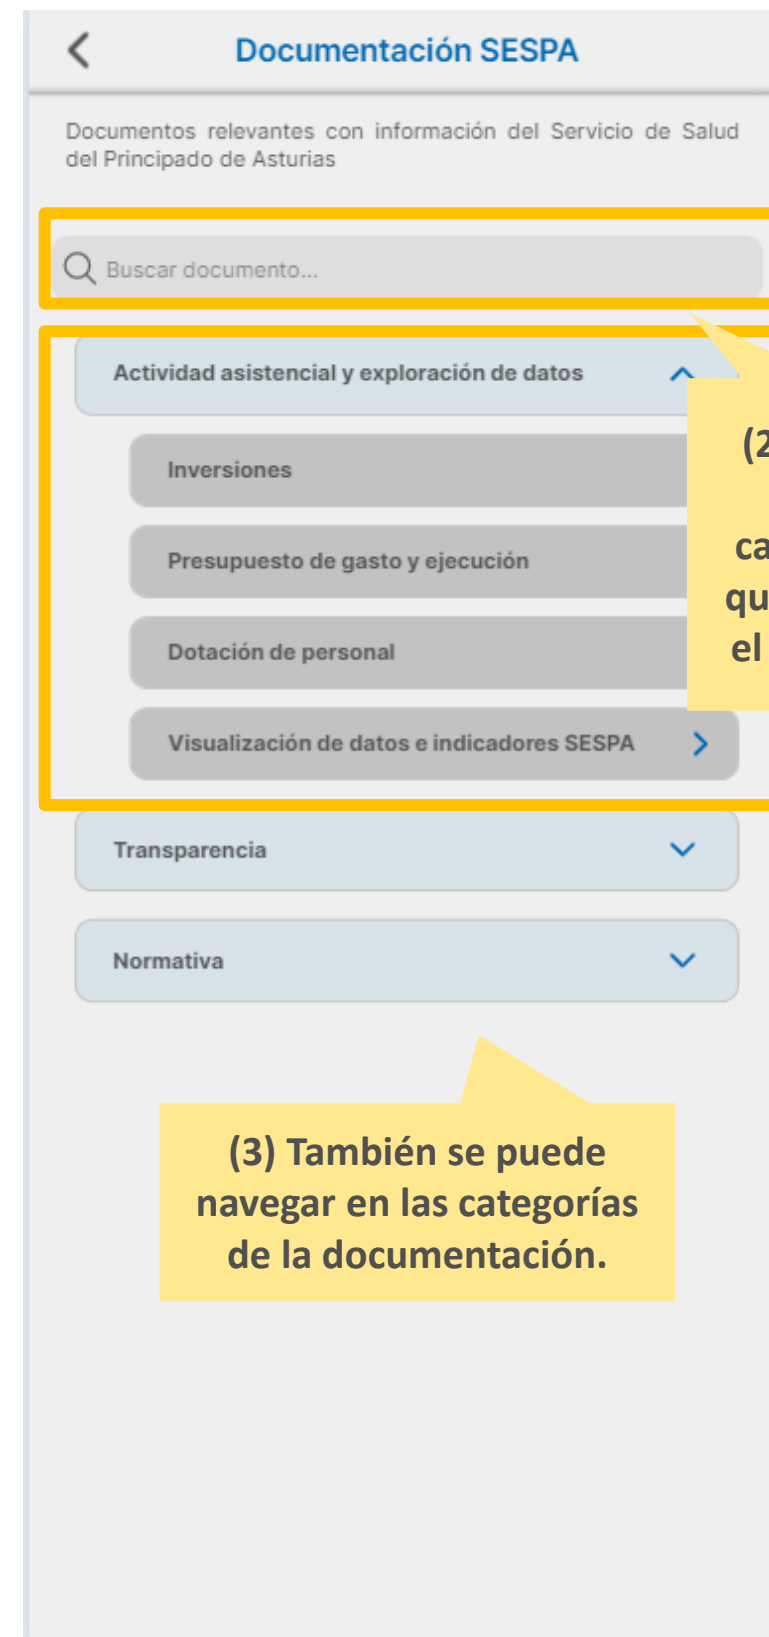 Documentación SESPA
Documentos relevantes con información del Servicio de Salud
del Principado de Asturias
Buscar documento...
Actividad asistencial y exploración de datos
Inversiones
Presupuesto de gasto y ejecución
Dotación de personal
Visualización de datos e indicadores SESPA
(2
el
Transparencia
Normativa
(3) También se puede
navegar en las categorías
de la documentación.